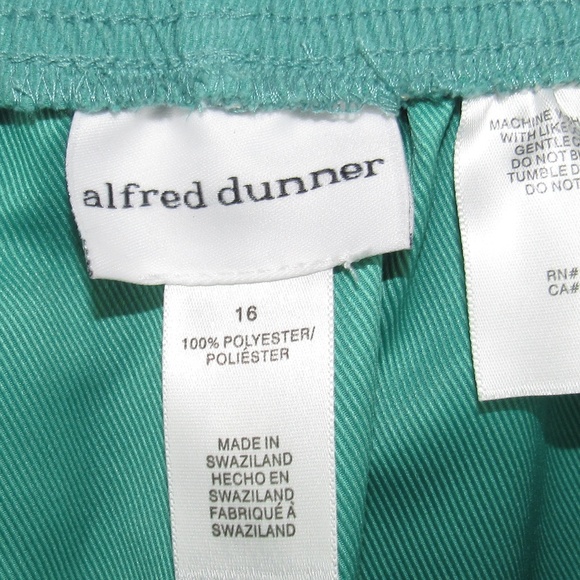 alfred dunner
16
100% POLYESTER/
POLIÉSTER
MADE IN
SWAZILAND
HECHO EN
SWAZILAND
FABRIQUÉ À
SWAZILAND
MACHINE
WITH LIKE
GENTLE
DO NOT
TUMBLE
DO NOT
RN#
CA#